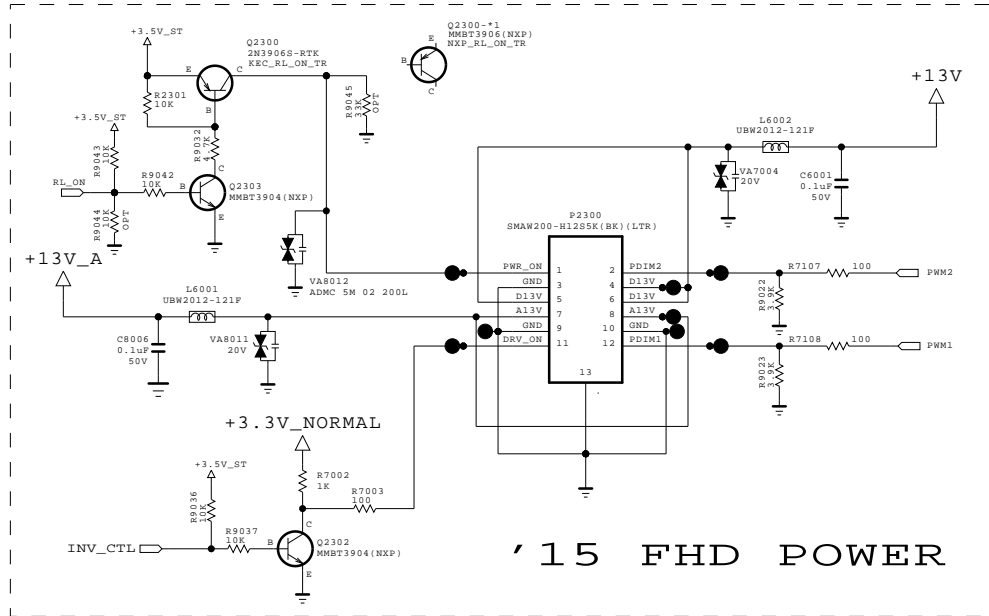 +3.5V_ST
Q2300
2N3906S-RTK
KEC_RL_ON_TR
E
C
B
R2301
10K
Q2300-*1
MMBT3906(NXP)
NXP_RL_ON_TR
E
B
C
R9045
33K
OPT
+3.5V_ST
R9043
10K
R9032
4.7K
RL_ON
R9042
10K
B
C
E
Q2303
MMBT3904(NXP)
R9044
10K
OPT
+13V
L6002
UBW2012-121F
VA7004
20V
C6001
0.1uF
50V
+13V_A
L6001
UBW2012-121F
C8006
0.1uF
50V
VA8011
20V
VA8012
ADMC 5M 02 200L
P2300
SMAW200-H12S5K(BK)(LTR)
PWR_ON 1 2 PDIM2
GND 3 4 D13V
D13V 5 6 D13V
A13V 7 8 A13V
GND 9 10 GND
DRV_ON 11 12 PDIM1
13
R7107 100 PWM2
R9022
3.9K
R7108 100 PWM1
R9023
3.9K
+3.3V_NORMAL
R7002
1K
R7003
100
+3.5V_ST
R9036
10K
INV_CTL
R9037
10K
B
C
E
Q2302
MMBT3904(NXP)
'15 FHD POWER